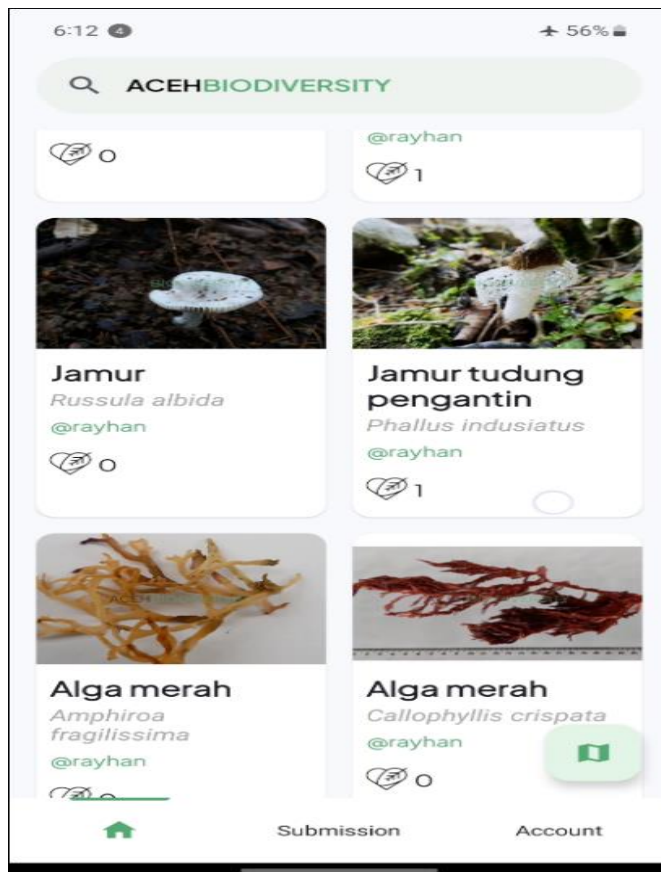 6:12 4 56%
ACEHBIODIVERSITY
0
@rayhan
1
Jamur
Russula albida
@rayhan
0
Jamur tudung
pengantin
Phallus indusiatus
@rayhan
1
Alga merah
Amphiroa
fragilissima
@rayhan
Alga merah
Callophyllis crispata
@rayhan
0
Submission Account